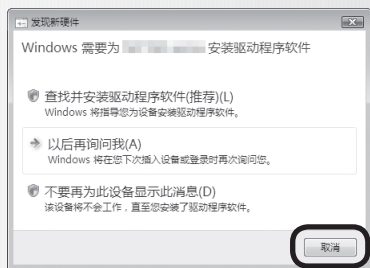 发现新硬件
Windows 需要为 安装驱动程序软件
查找并安装驱动程序软件(推荐)(L)
Windows 将指导您为设备安装驱动程序软件。
以后再询问我(A)
Windows 将在您下次插入设备或登录时再次询问您。
不要再为此设备显示此消息(D)
该设备将不会工作，直至您安装了驱动程序软件。
取消